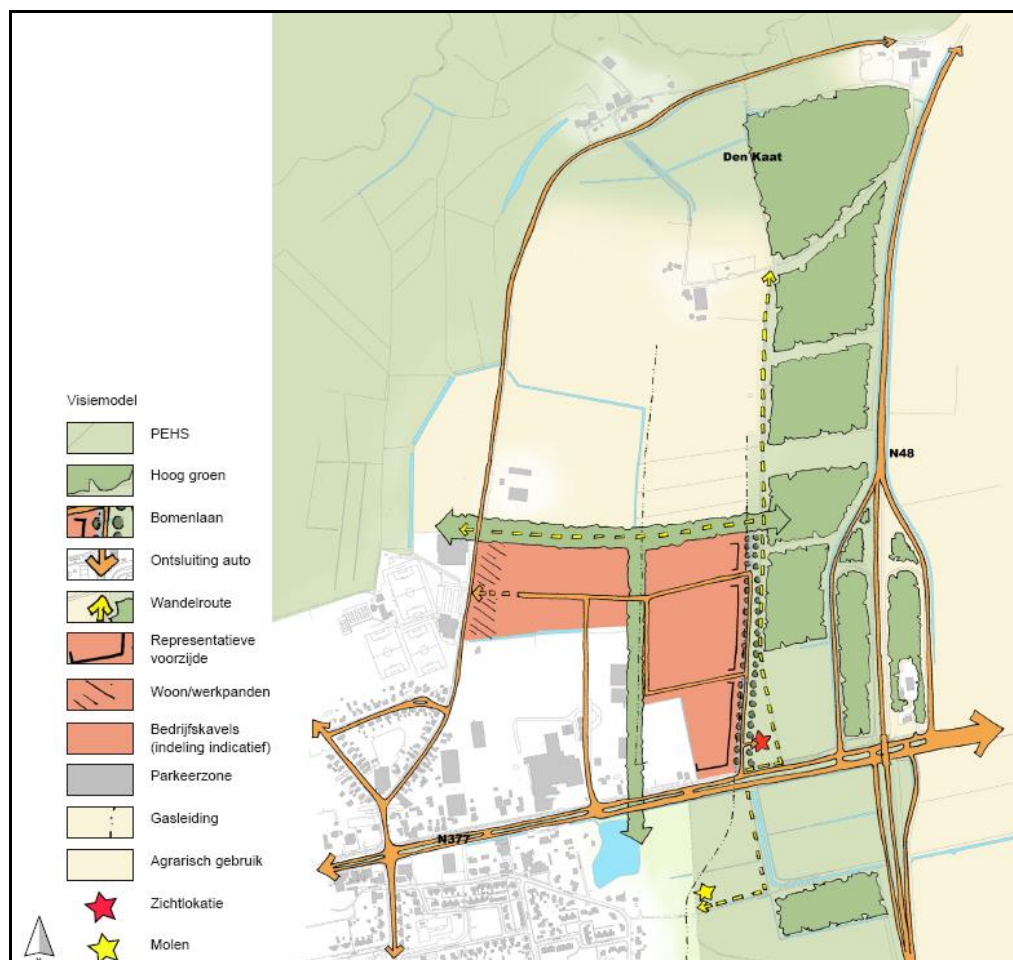 Den Kaat
N48
N377
Visiemodel
PEHS
Hoog groen
Bomenlaan
Ontsluiting auto
Wandelroute
Representatieve
voorzijde
Woon/werkpanden
Bedrijfskavels
(indeling indicatief)
Parkeerzone
Gasleiding
Agrarisch gebruik
Zichtlokatie
Molen